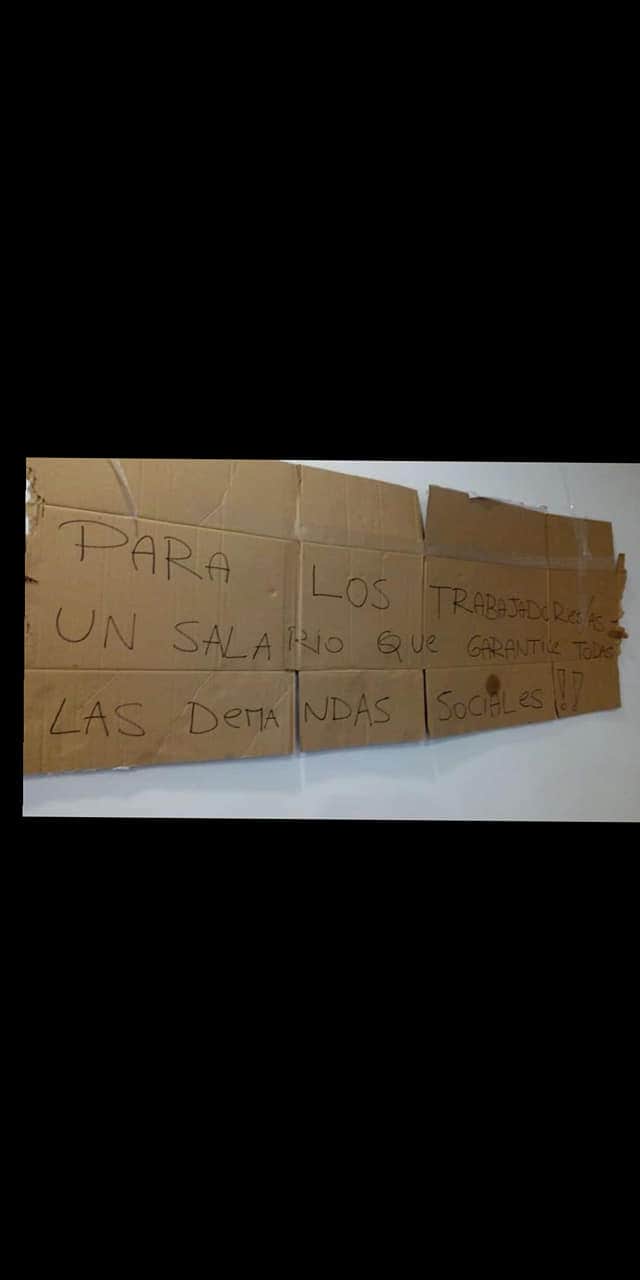 PARA LOS TRABAJADORES/AS -
UN SALARIO QUE GARANTICE TODAS
LAS DEMANDAS SOCIALES!!